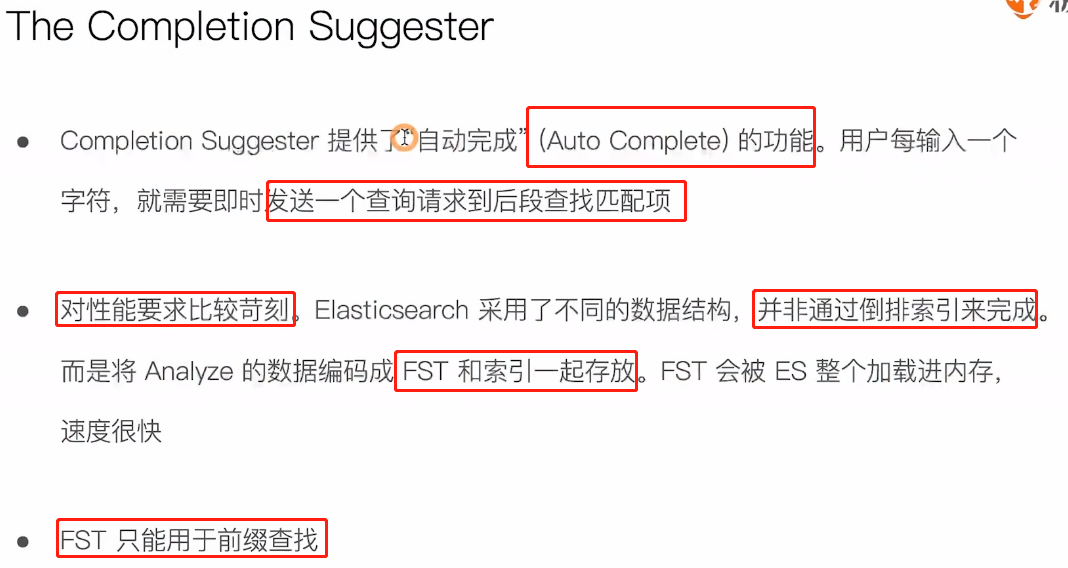 The Completion Suggester
● Completion Suggester 提供了“自动完成” (Auto Complete) 的功能。用户每输入一个
字符，就需要即时发送一个查询请求到后段查找匹配项
● 对性能要求比较苛刻。Elasticsearch 采用了不同的数据结构，并非通过倒排索引来完成。
而是将 Analyze 的数据编码成 FST 和索引一起存放。FST 会被 ES 整个加载进内存，
速度很快
● FST 只能用于前缀查找